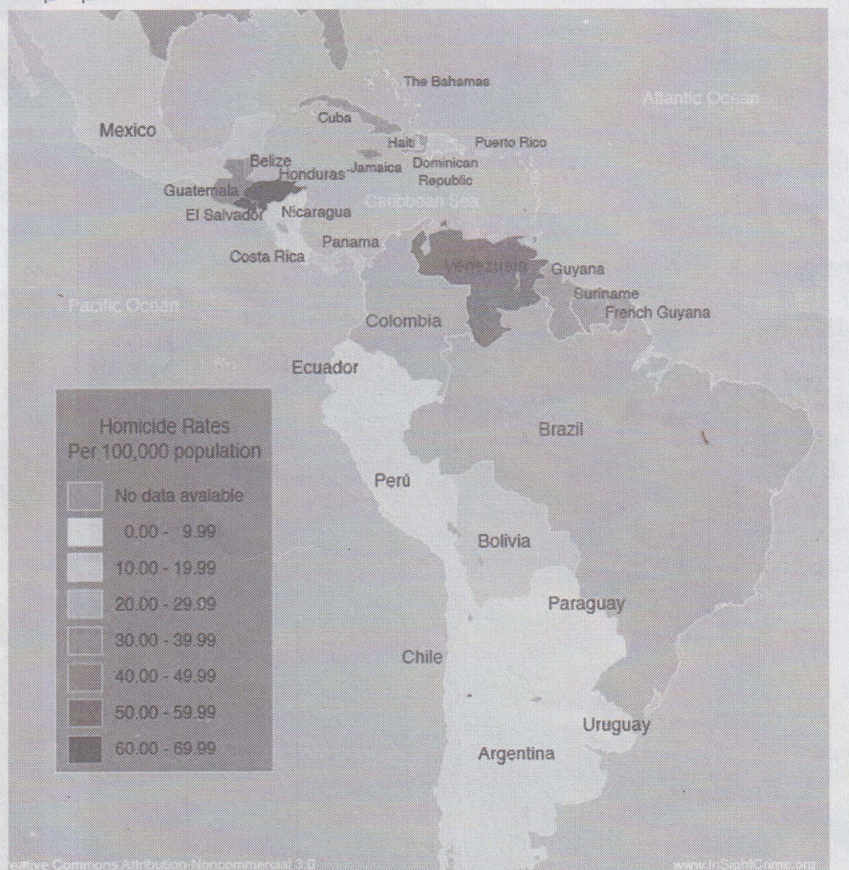 The Bahamas
Atlantic Ocean
Cuba
Mexico
Haiti
Puerto Rico
Belize
Jamaica
Dominican
Republic
Honduras
Guatemala
Caribbean Sea
El Salvador
Nicaragua
Panama
Costa Rica
Venezuela
Guyana
Suriname
French Guyana
Pacific Ocean
Colombia
Ecuador
Homicide Rates
Per 100,000 population
No data avaiable
0.00 - 9.99
10.00 - 19.99
20.00 - 29.09
30.00 - 39.99
40.00 - 49.99
50.00 - 59.99
60.00 - 69.99
Brazil
Perú
Bolivia
Paraguay
Chile
Uruguay
Argentina
eative Commons Attribution-Noncommercial 3.0
www.InSightCrime.org